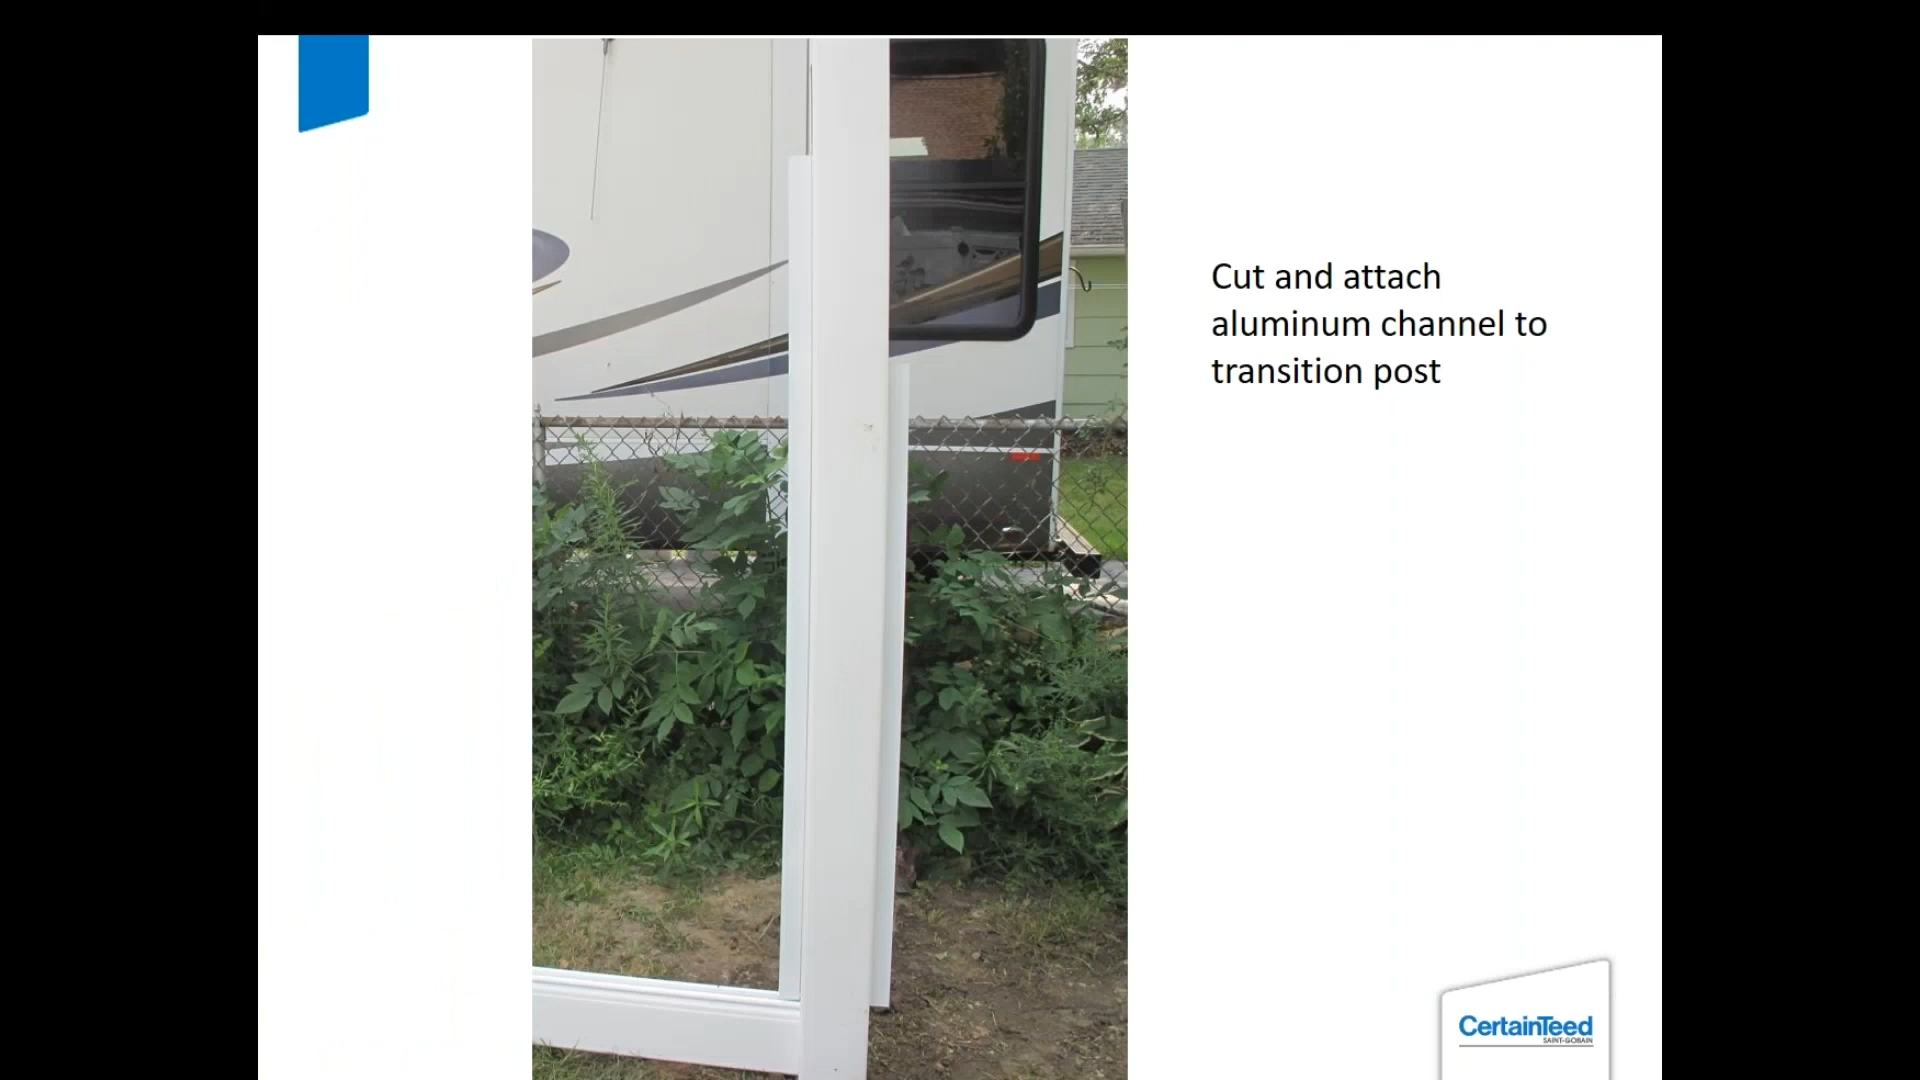 Cut and attach
aluminum channel to
transition post
CertainTeed
SAINT-GOBAIN